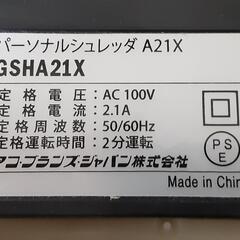 パーソナルシュレッダ A21X
GSHA21X
定格電圧：AC 100V
定格電流：2.1A
定格周波数：50/60Hz
定格運転時間：2分運転
アコ・ブランズ・ジャパン株式会社
PS
E
Made in Chin